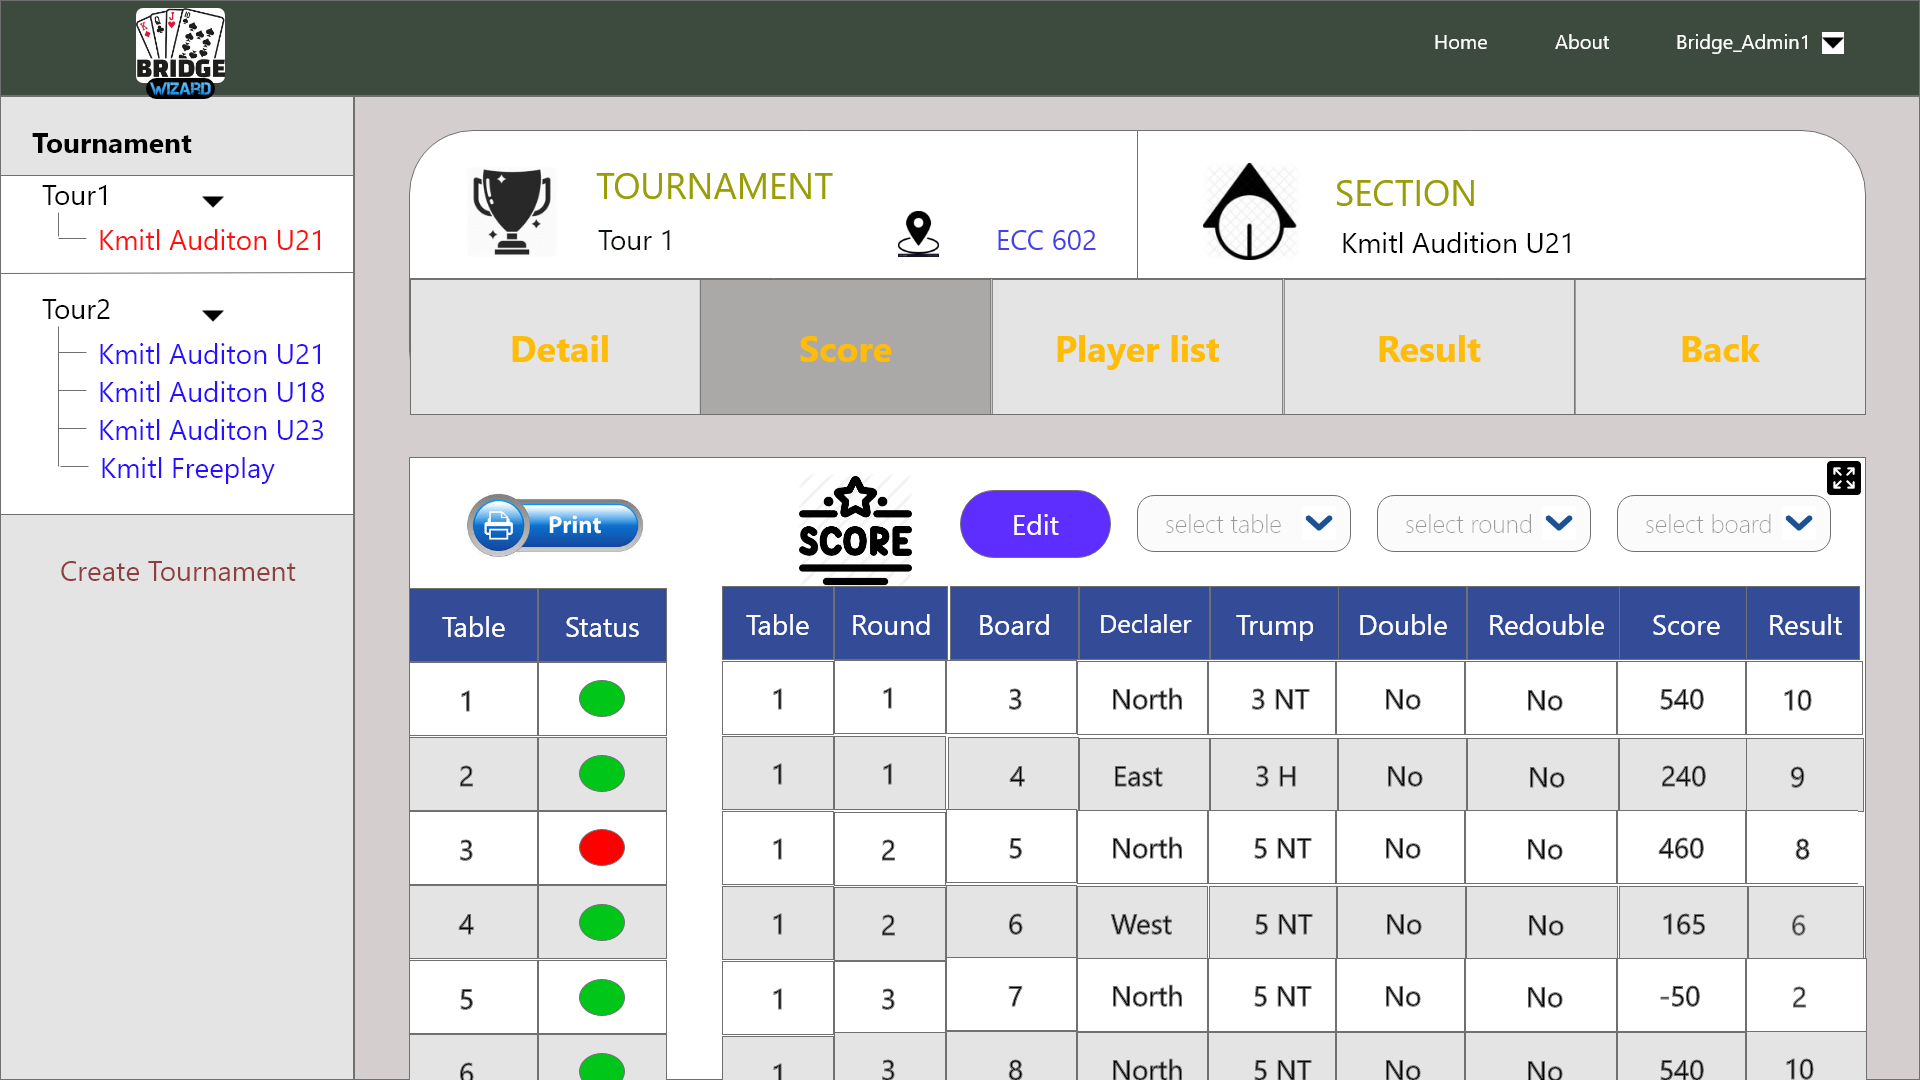 K Q J 10
BRIDGE
WIZARD
Home About Bridge_Admin1
Tournament
Tour1
Kmitl Auditon U21
Tour2
Kmitl Auditon U21
Kmitl Auditon U18
Kmitl Auditon U23
Kmitl Freeplay
Create Tournament
TOURNAMENT
Tour 1
ECC 602
SECTION
Kmitl Audition U21
Detail Score Player list Result Back
Print
SCORE
Edit
select table
select round
select board
Table Status
1
2
3
4
5
6
Table Round Board Declaler Trump Double Redouble Score Result
1 1 3 North 3 NT No No 540 10
1 1 4 East 3 H No No 240 9
1 2 5 North 5 NT No No 460 8
1 2 6 West 5 NT No No 165 6
1 3 7 North 5 NT No No -50 2
1 3 8 North 5 NT No No 540 10